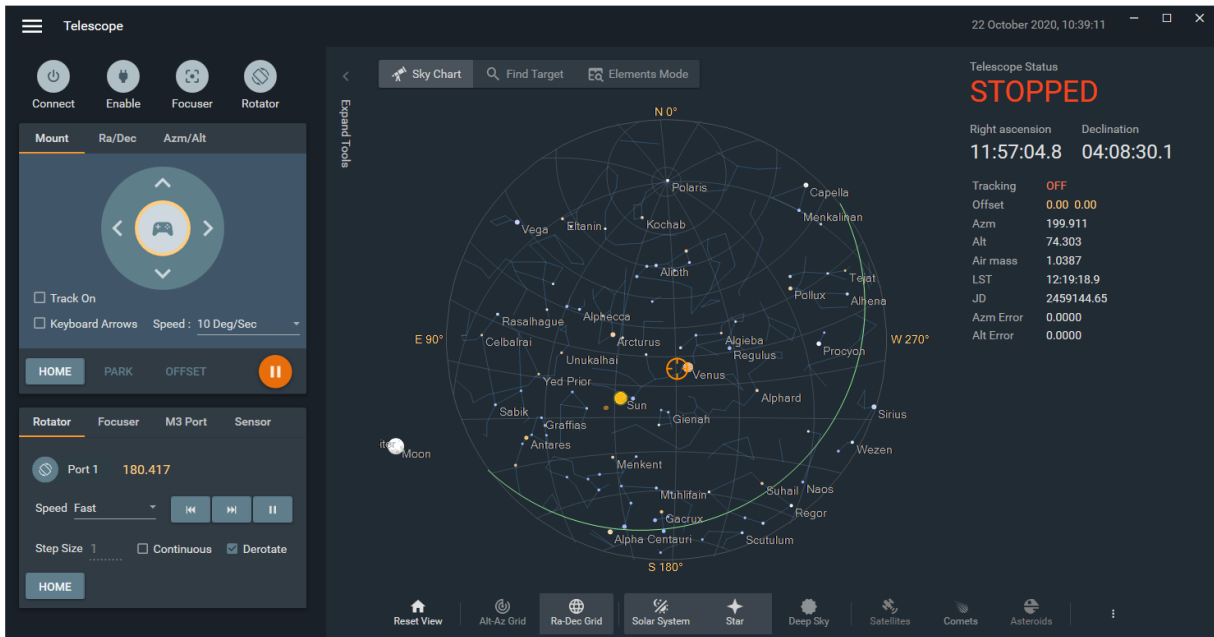 Telescope
22 October 2020, 10:39:11
Connect Enable Focuser Rotator
Mount Ra/Dec Azm/Alt
Track On
Keyboard Arrows Speed : 10 Deg/Sec
HOME PARK OFFSET
Rotator Focuser M3 Port Sensor
Port 1 180.417
Speed Fast
Step Size 1 Continuous Derotate
HOME
Expand Tools
Sky Chart Find Target Elements Mode
N 0°
Polaris
Capella
Menkalinan
Vega
Eltanin
Kochab
Alioth
Tejat
Pollux
Alhena
Rasalhague
Alphecca
E 90°
Celbalrai
Arcturus
Algieba
Regulus
Procyon
W 270°
Unukalhai
Venus
Yed Prior
Sun
Alphard
Sabik
Graffias
Gienah
Sirius
Antares
iter
Moon
Wezen
Menkent
Muhlifain
Suhail
Naos
Gacrux
Regor
Alpha Centauri
Scutulum
S 180°
Reset View Alt-Az Grid Ra-Dec Grid Solar System Star Deep Sky Satellites Comets Asteroids
Telescope Status
STOPPED
Right ascension Declination
11:57:04.8 04:08:30.1
Tracking OFF
Offset 0.00 0.00
Azm 199.911
Alt 74.303
Air mass 1.0387
LST 12:19:18.9
JD 2459144.65
Azm Error 0.0000
Alt Error 0.0000